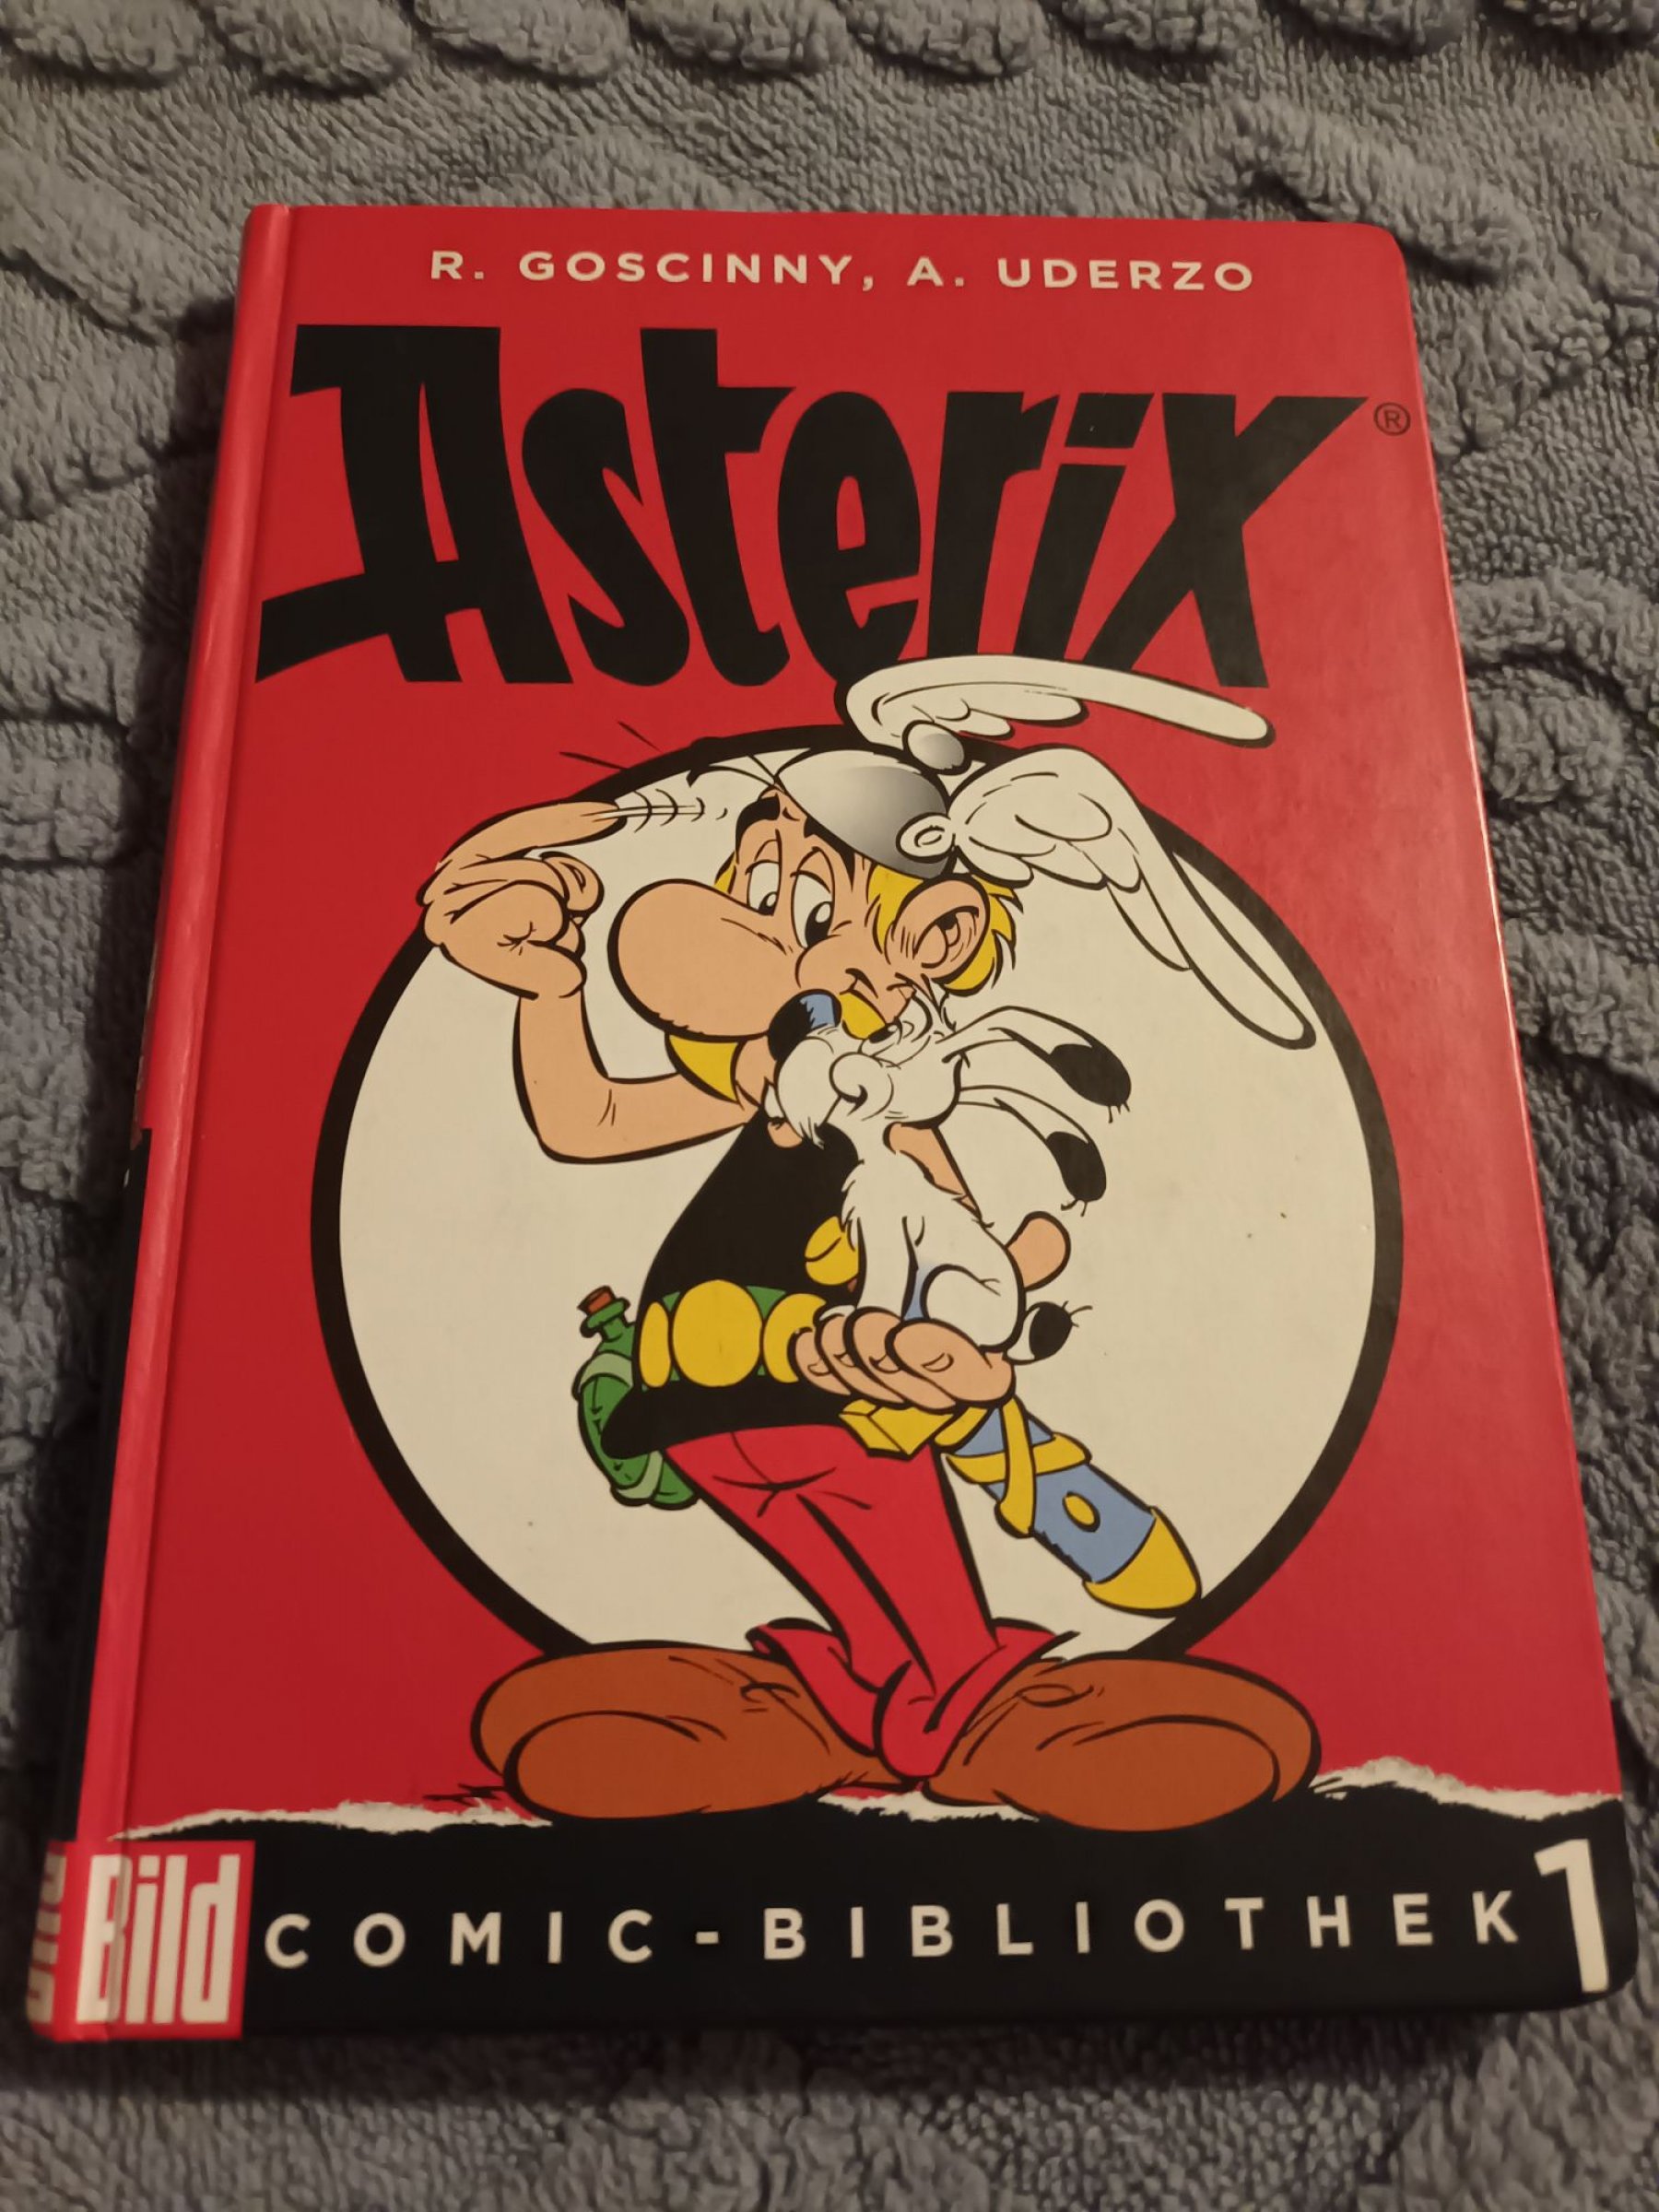 R. GOSCINNY, A. UDERZO
Asterix®
Bild COMIC-BIBLIOTHEK 1